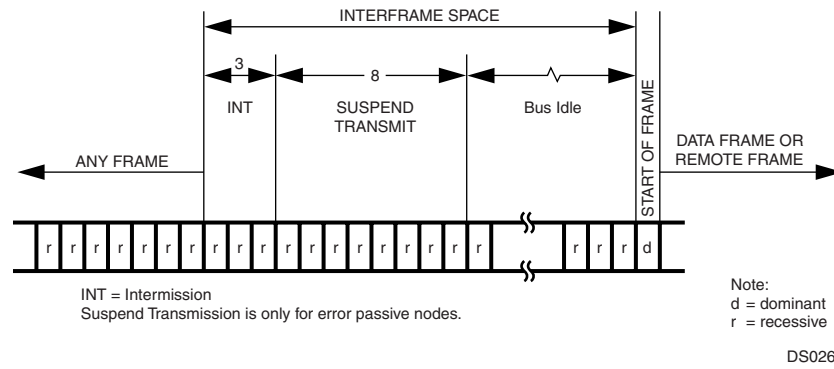 INTERFRAME SPACE
3
8
INT
SUSPEND
TRANSMIT
Bus Idle
START OF FRAME
ANY FRAME
DATA FRAME OR
REMOTE FRAME
r r r r r r r r r r r r r r r r r r r r r r d
INT = Intermission
Suspend Transmission is only for error passive nodes.
Note:
d = dominant
r = recessive
DS026